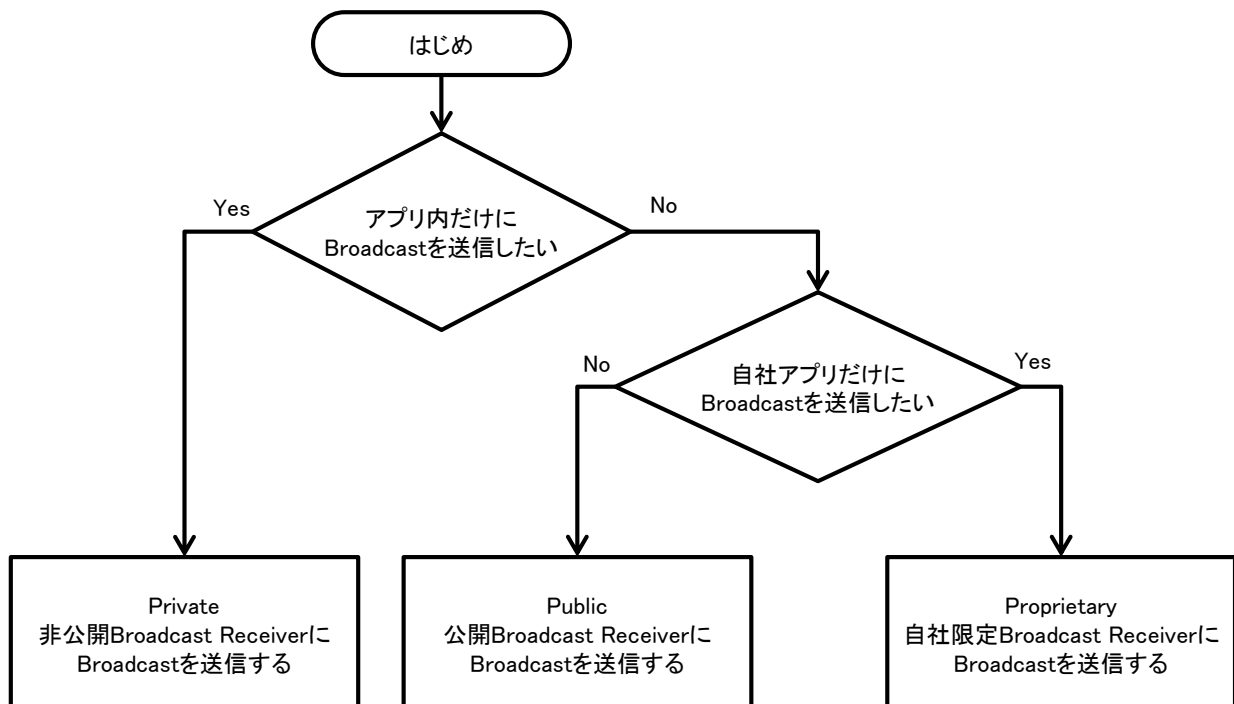 はじめ
Yes
アプリ内だけに
Broadcastを送信したい
No
No
自社アプリだけに
Broadcastを送信したい
Yes
Private
非公開Broadcast Receiverに
Broadcastを送信する
Public
公開Broadcast Receiverに
Broadcastを送信する
Proprietary
自社限定Broadcast Receiverに
Broadcastを送信する